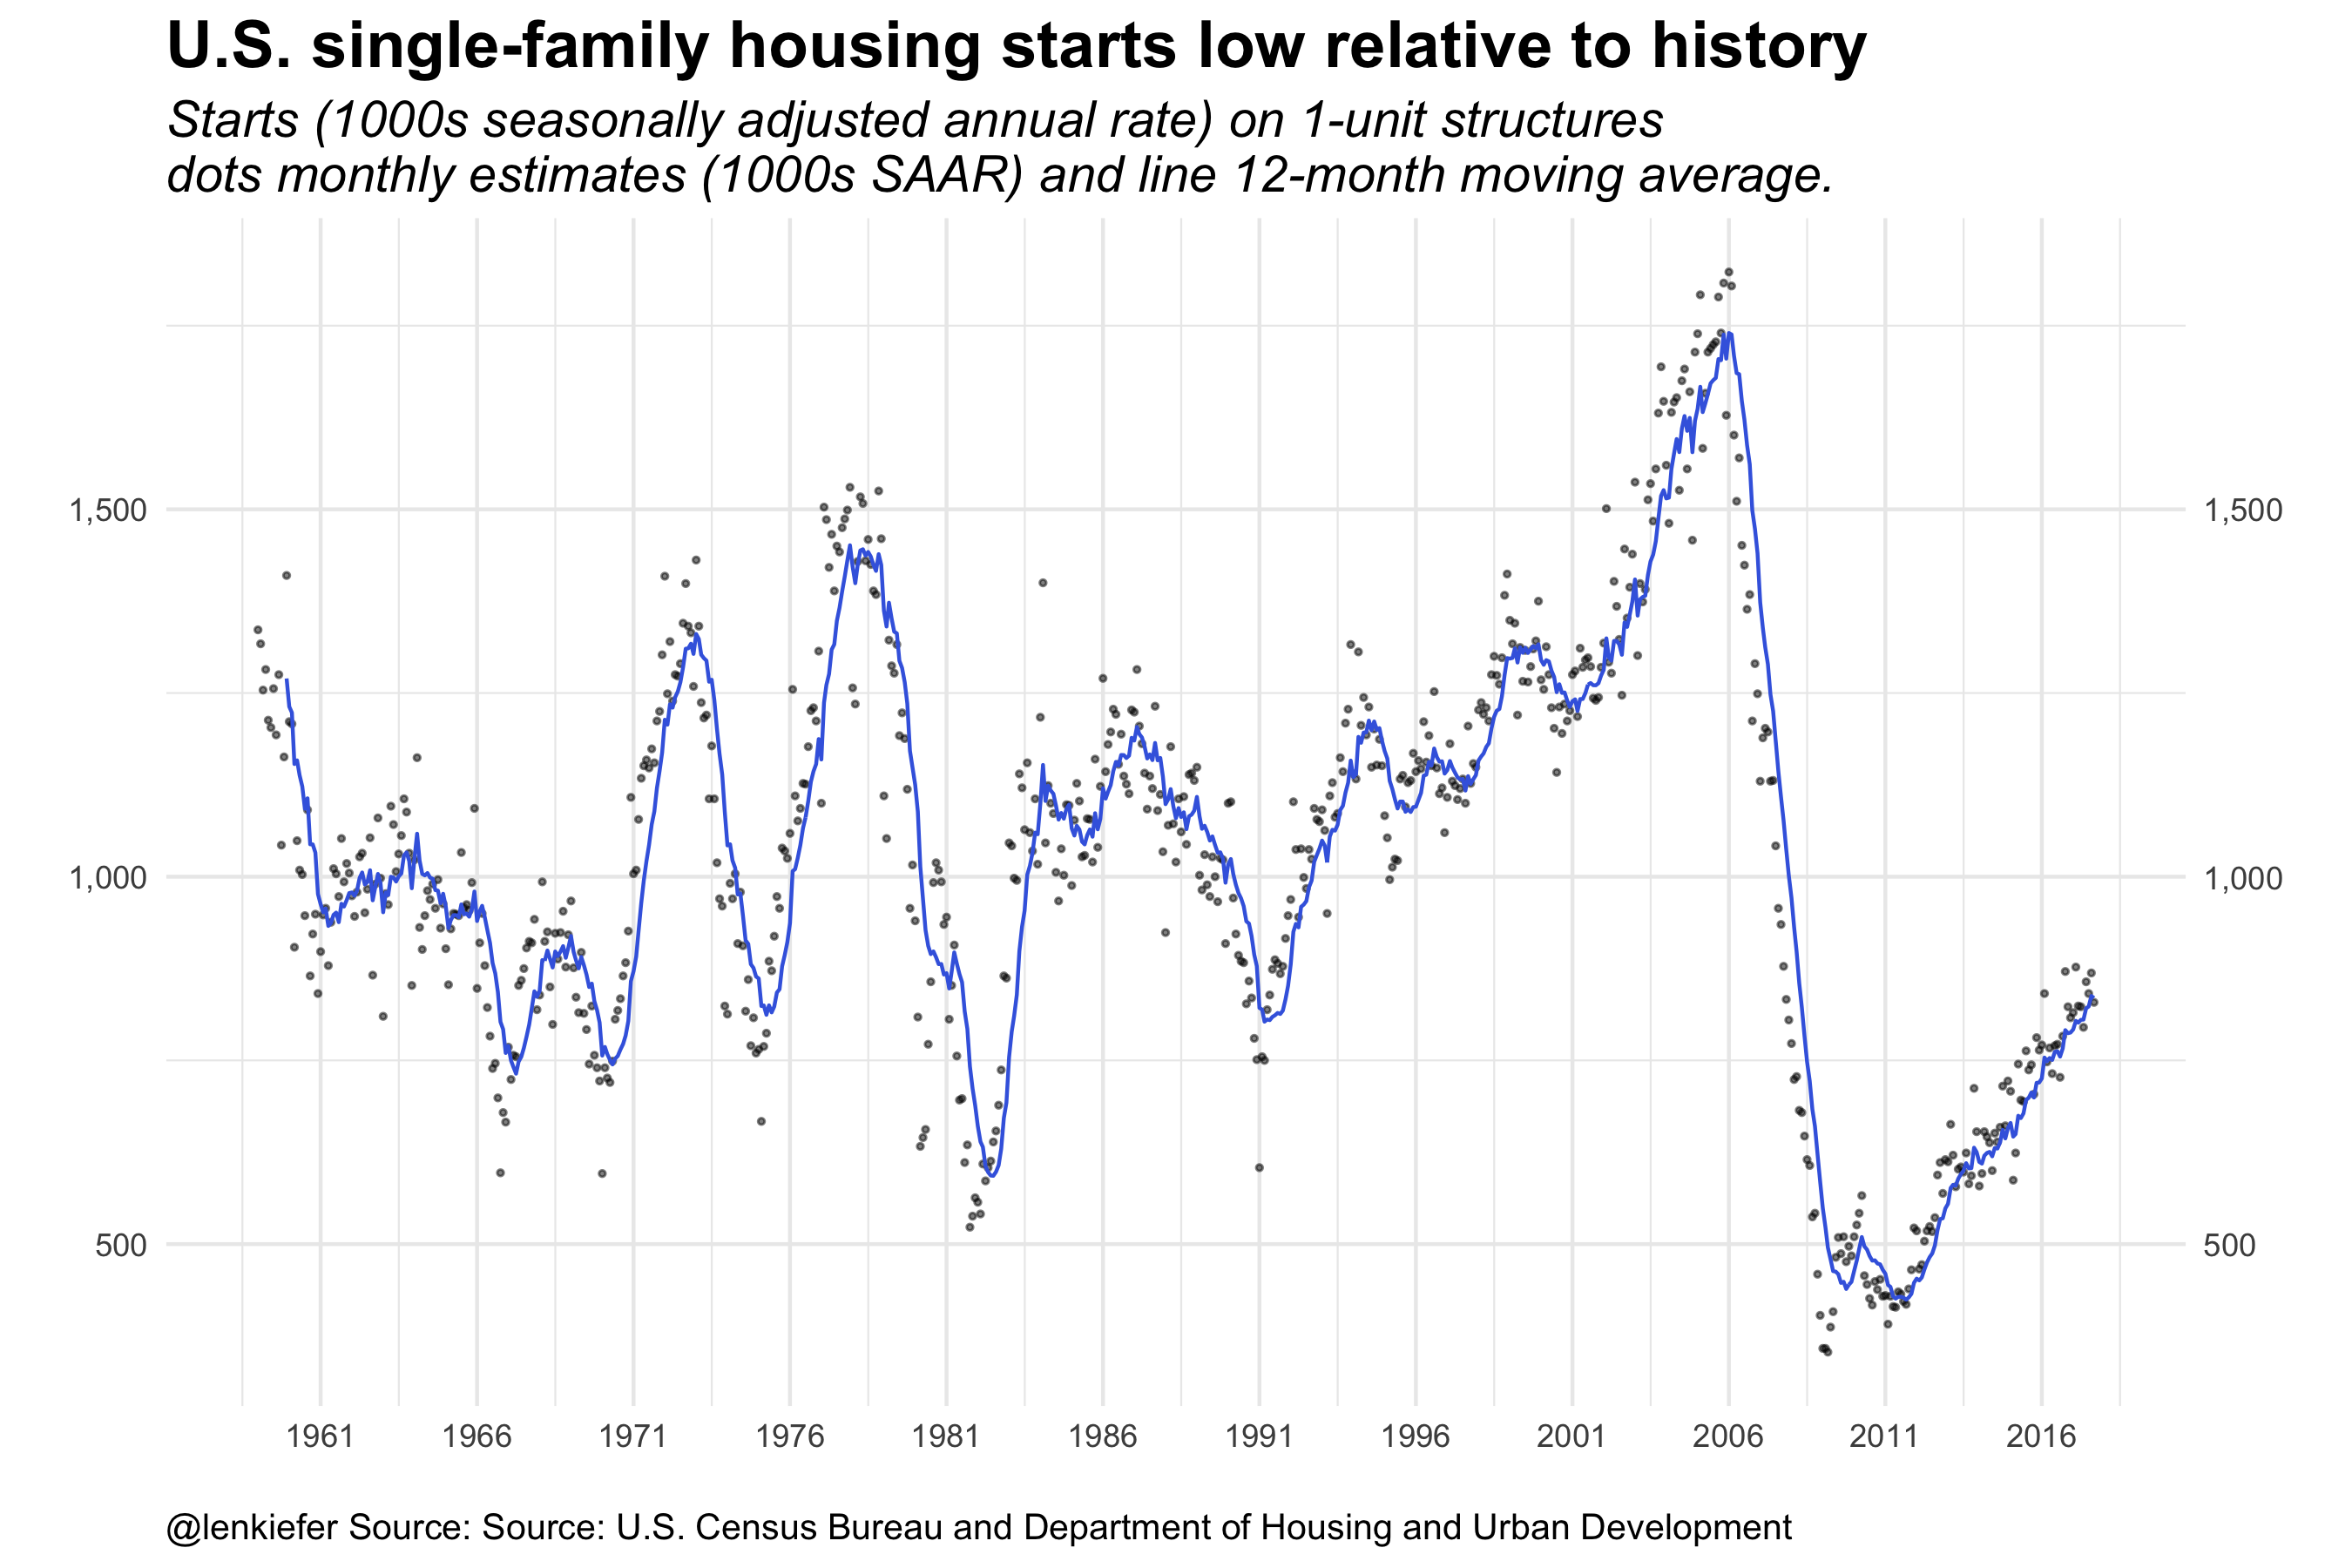 U.S. single-family housing starts low relative to history
Starts (1000s seasonally adjusted annual rate) on 1-unit structures
dots monthly estimates (1000s SAAR) and line 12-month moving average.
1,500 1,500
1,000 1,000
500 500
1961 1966 1971 1976 1981 1986 1991 1996 2001 2006 2011 2016
@lenkiefer Source: Source: U.S. Census Bureau and Department of Housing and Urban Development